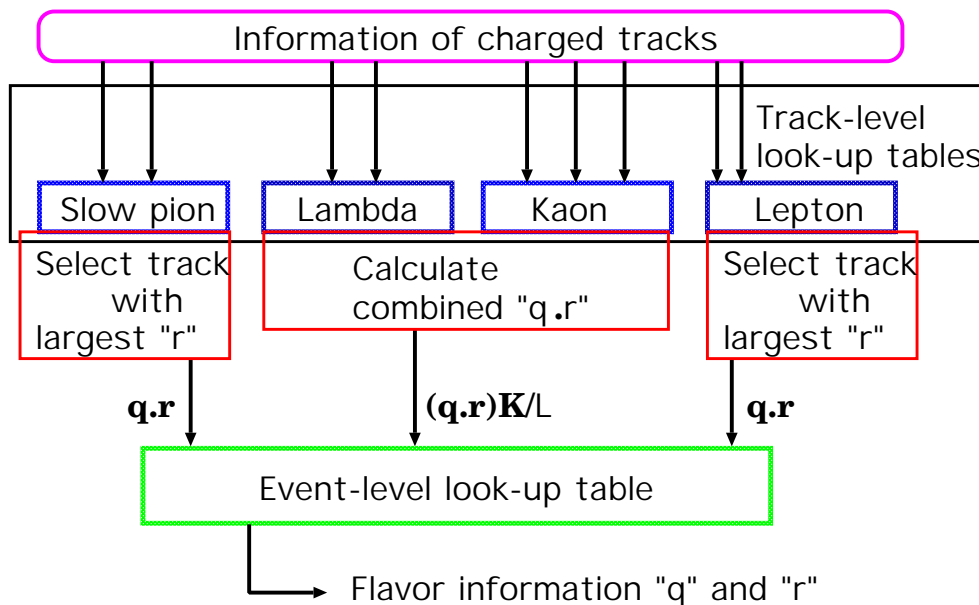 Information of charged tracks
Track-level
look-up tables
Slow pion
Lambda
Kaon
Lepton
Select track
with
largest "r"
Calculate
combined "q.r"
Select track
with
largest "r"
q.r
(q.r)K/L
q.r
Event-level look-up table
Flavor information "q" and "r"